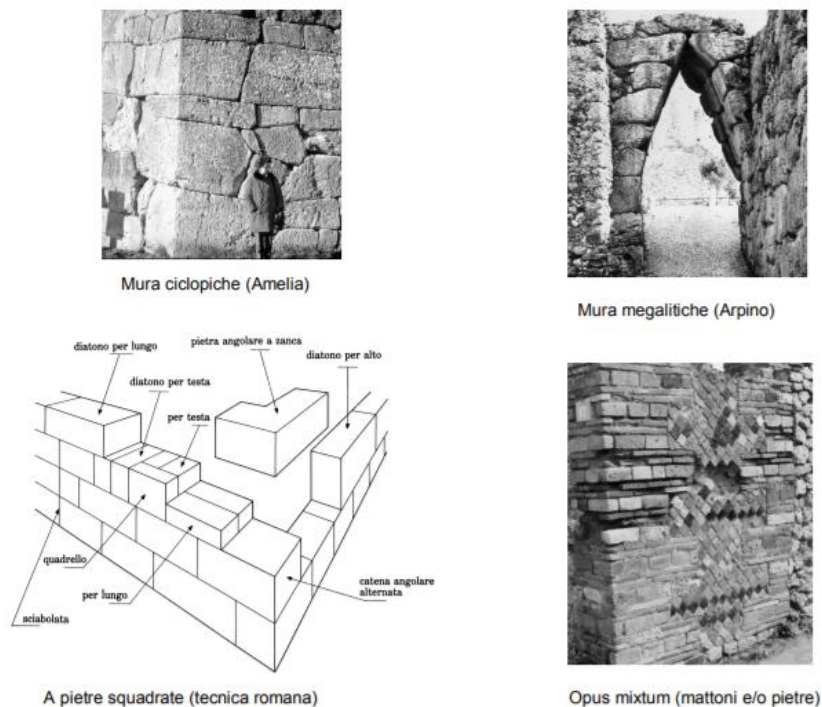 Mura ciclopiche (Amelia)
Mura megalitiche (Arpino)
diatono per lungo
pietra angolare a zanca
diatono per alto
diatono per testa
per testa
quadrello
per lungo
sciabolata
catena angolare
alternata
A pietre squadrate (tecnica romana)
Opus mixtum (mattoni e/o pietre)